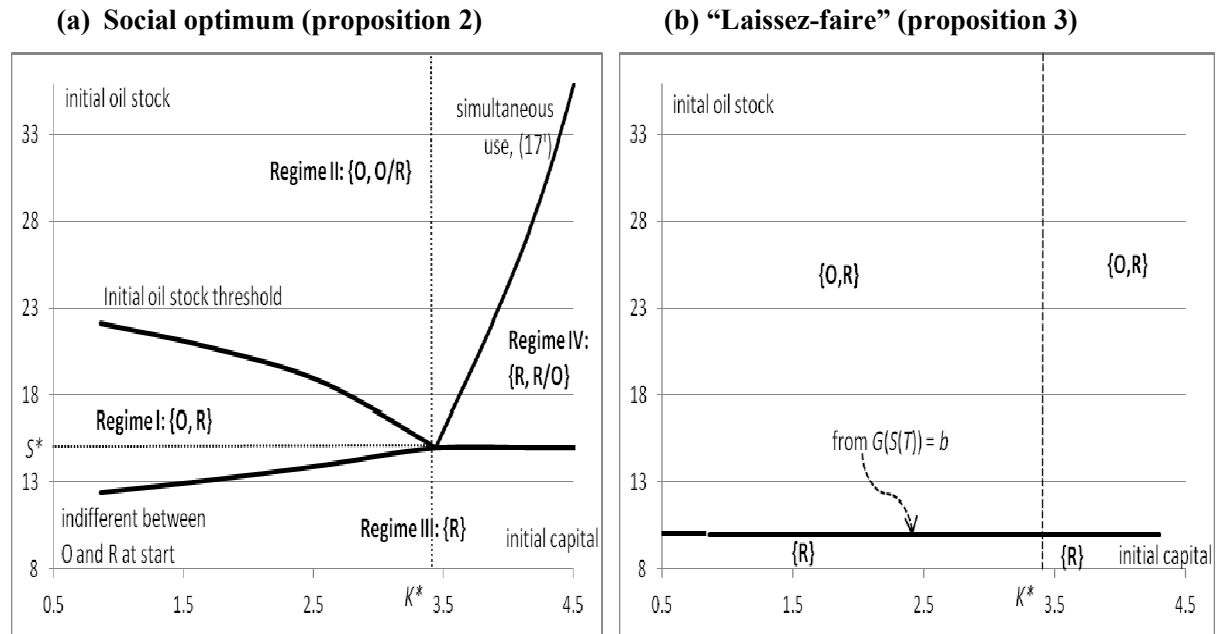 (a) Social optimum (proposition 2)
initial oil stock
simultaneous
use, (17')
33
Regime II: {O, O/R}
28
Initial oil stock threshold
23
Regime IV:
{R, R/O}
18
Regime I: {O, R}
S*
13
indifferent between
O and R at start
Regime III: {R}
initial capital
8
0.5
1.5
2.5
K*
3.5
4.5
(b) “Laissez-faire” (proposition 3)
inital oil stock
33
28
{O,R}
{O,R}
23
18
from G(S(T)) = b
13
{R}
{R}
initial capital
8
0.5
1.5
2.5
K*
3.5
4.5